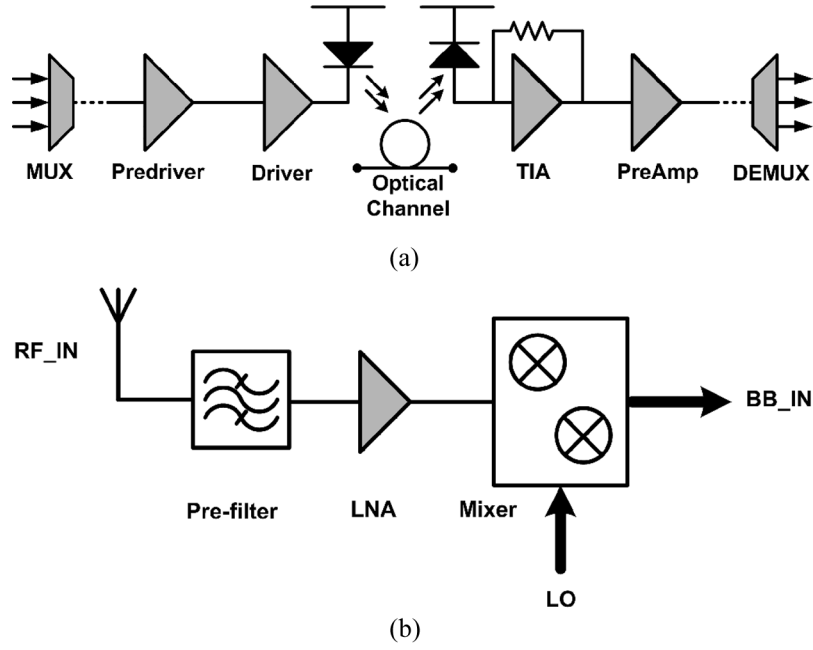 MUX
Predriver
Driver
Optical
Channel
TIA
PreAmp
DEMUX
(a)
RF_IN
BB_IN
Pre-filter
LNA
Mixer
LO
(b)